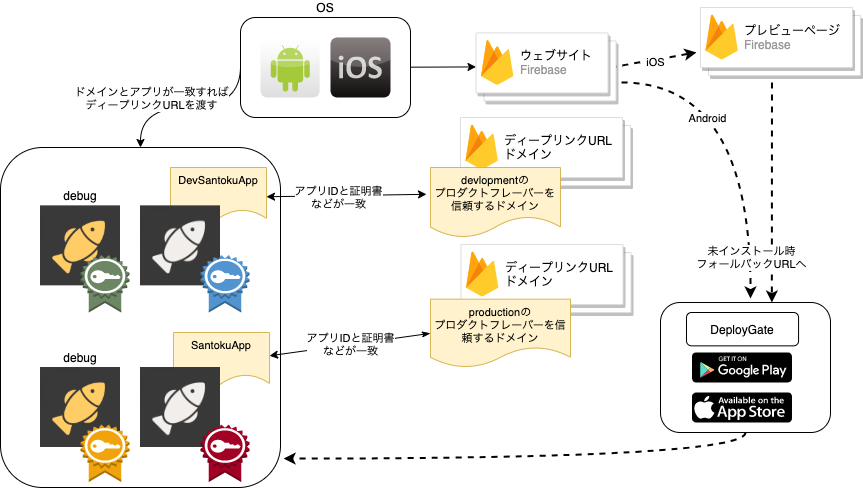 OS
iOS
ウェブサイト
Firebase
iOS
プレビューページ
Firebase
ドメインとアプリが一致すれば
ディープリンクURLを渡す
Android
ディープリンクURL
ドメイン
devlopmentの
プロダクトフレーバーを
信頼するドメイン
DevSantokuApp
debug
アプリIDと証明書
などが一致
未インストール時
フォールバックURLへ
ディープリンクURL
ドメイン
productionの
プロダクトフレーバーを信
頼するドメイン
SantokuApp
debug
アプリIDと証明書
などが一致
DeployGate
GET IT ON
Google Play
Available on the
App Store